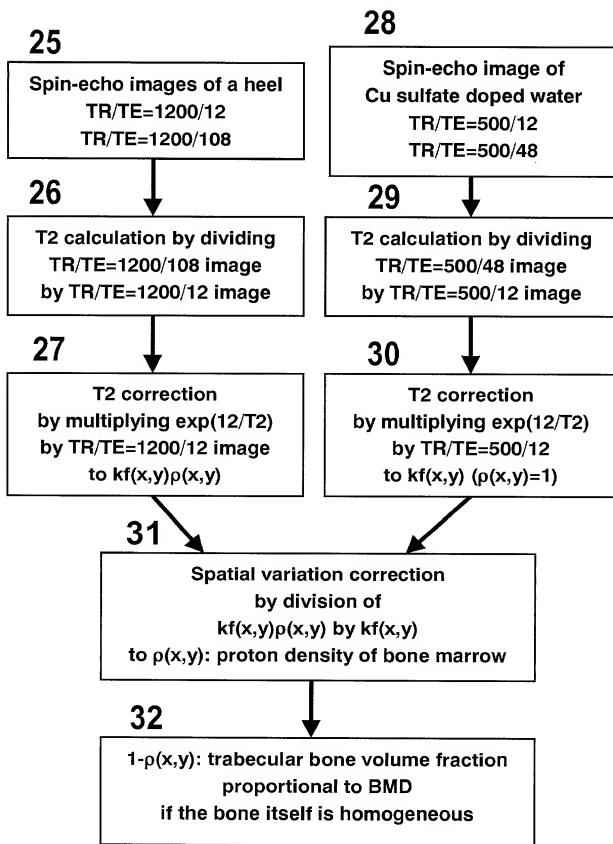 25
Spin-echo images of a heel
TR/TE=1200/12
TR/TE=1200/108
26
T2 calculation by dividing
TR/TE=1200/108 image
by TR/TE=1200/12 image
27
T2 correction
by multiplying exp(12/T2)
by TR/TE=1200/12 image
to kf(x,y)ρ(x,y)
28
Spin-echo image of
Cu sulfate doped water
TR/TE=500/12
TR/TE=500/48
29
T2 calculation by dividing
TR/TE=500/48 image
by TR/TE=500/12 image
30
T2 correction
by multiplying exp(12/T2)
by TR/TE=500/12
to kf(x,y) (ρ(x,y)=1)
31
Spatial variation correction
by division of
kf(x,y)ρ(x,y) by kf(x,y)
to ρ(x,y): proton density of bone marrow
32
1-ρ(x,y): trabecular bone volume fraction
proportional to BMD
if the bone itself is homogeneous